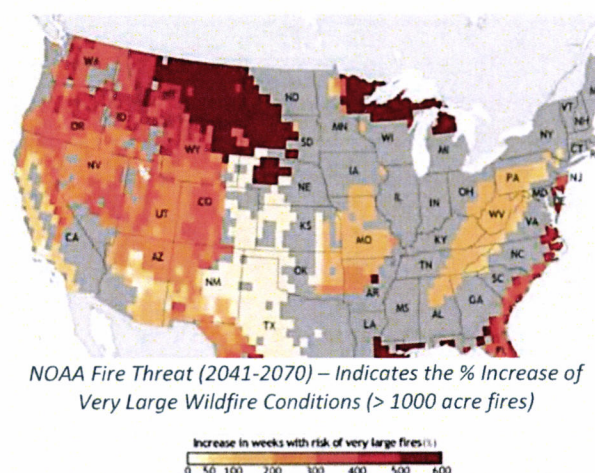 WA
ND
MN
OR
ID
SD
WI
MI
VT
NH
NY
CT
WY
NE
IA
PA
NJ
NV
UT
CO
IL
IN
OH
MD
DE
CA
KS
MO
WV
VA
KY
AZ
NM
OK
AR
TN
NC
SC
TX
LA
MS
AL
GA
FL
NOAA Fire Threat (2041-2070) – Indicates the % Increase of
Very Large Wildfire Conditions (> 1000 acre fires)
Increase in weeks with risk of very large fires (%)
0 50 100 200 300 400 500 600